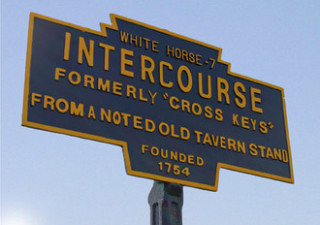 WHITE HORSE-7
INTERCOURSE
FORMERLY "CROSS KEYS"
FROM A NOTED OLD TAVERN STAND
FOUNDED
1754